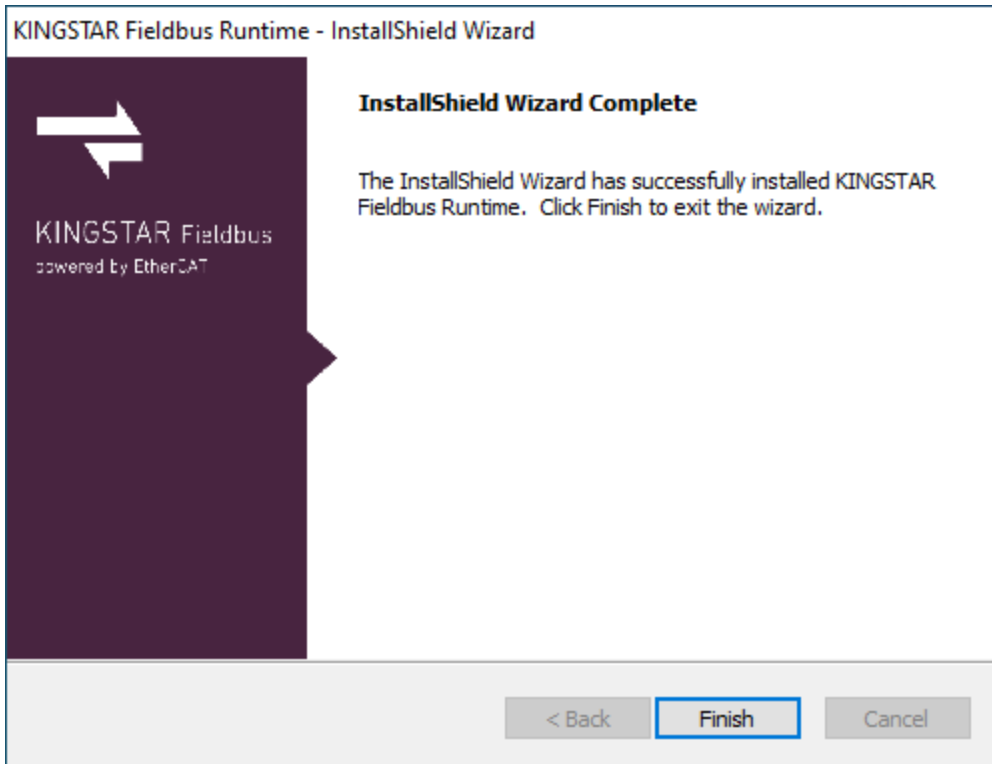 KINGSTAR Fieldbus Runtime - InstallShield Wizard
KINGSTAR Fieldbus
powered by EtherCAT
InstallShield Wizard Complete
The InstallShield Wizard has successfully installed KINGSTAR
Fieldbus Runtime.  Click Finish to exit the wizard.
< Back
Finish
Cancel